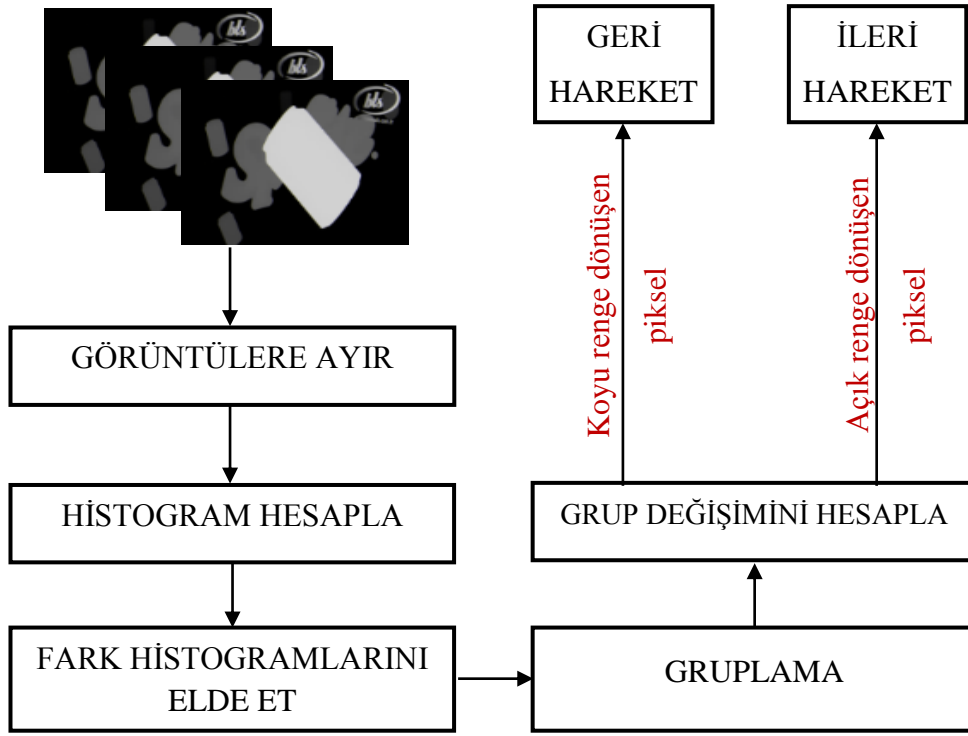 GÖRÜNTÜLERE AYIR
HİSTOGRAM HESAPLA
FARK HİSTOGRAMLARINI
ELDE ET
GRUPLAMA
GRUP DEĞİŞİMİNİ HESAPLA
Koyu renge dönüşen
piksel
Açık renge dönüşen
piksel
GERİ
HAREKET
İLERİ
HAREKET